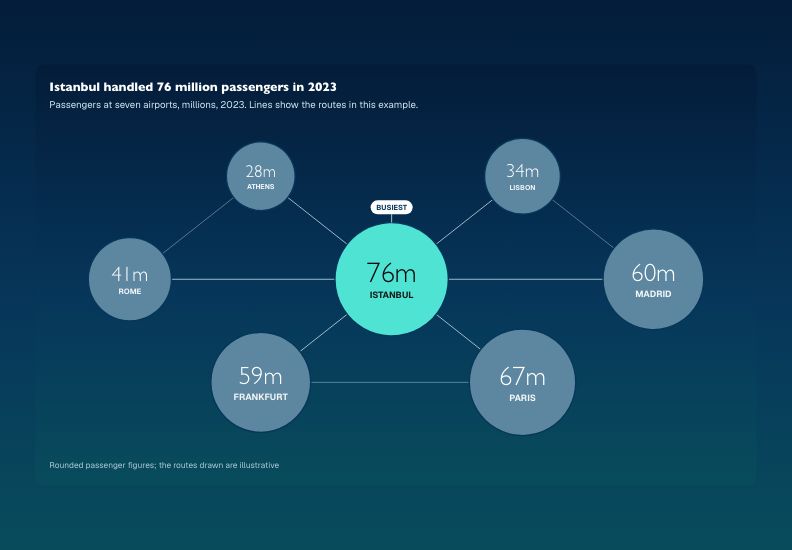 Istanbul handled 76 million passengers in 2023
Passengers at seven airports, millions, 2023. Lines show the routes in this example.
28m
ATHENS
34m
LISBON
BUSIEST
41m
ROME
76m
ISTANBUL
60m
MADRID
59m
FRANKFURT
67m
PARIS
Rounded passenger figures; the routes drawn are illustrative